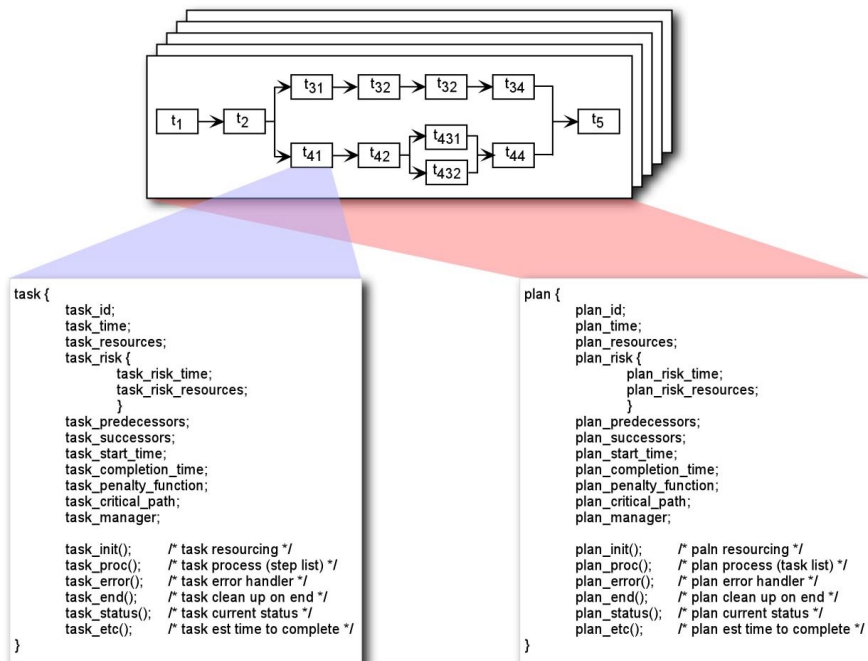 t31 t32 t32 t34
t1 t2 t5
t431
t41 t42 t44
t432
task {
task_id;
task_time;
task_resources;
task_risk {
task_risk_time;
task_risk_resources;
}
task_predecessors;
task_successors;
task_start_time;
task_completion_time;
task_penalty_function;
task_critical_path;
task_manager;
task_init(); /* task resourcing */
task_proc(); /* task process (step list) */
task_error(); /* task error handler */
task_end(); /* task clean up on end */
task_status(); /* task current status */
task_etc(); /* task est time to complete */
}
plan {
plan_id;
plan_time;
plan_resources;
plan_risk {
plan_risk_time;
plan_risk_resources;
}
plan_predecessors;
plan_successors;
plan_start_time;
plan_completion_time;
plan_penalty_function;
plan_critical_path;
plan_manager;
plan_init(); /* paln resourcing */
plan_proc(); /* plan process (task list) */
plan_error(); /* plan error handler */
plan_end(); /* plan clean up on end */
plan_status(); /* plan current status */
plan_etc(); /* plan est time to complete */
}